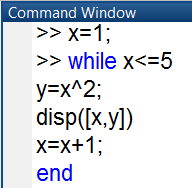 Command Window
>> x=1;
>> while x<=5
y=x^2;
disp([x,y])
x=x+1;
end